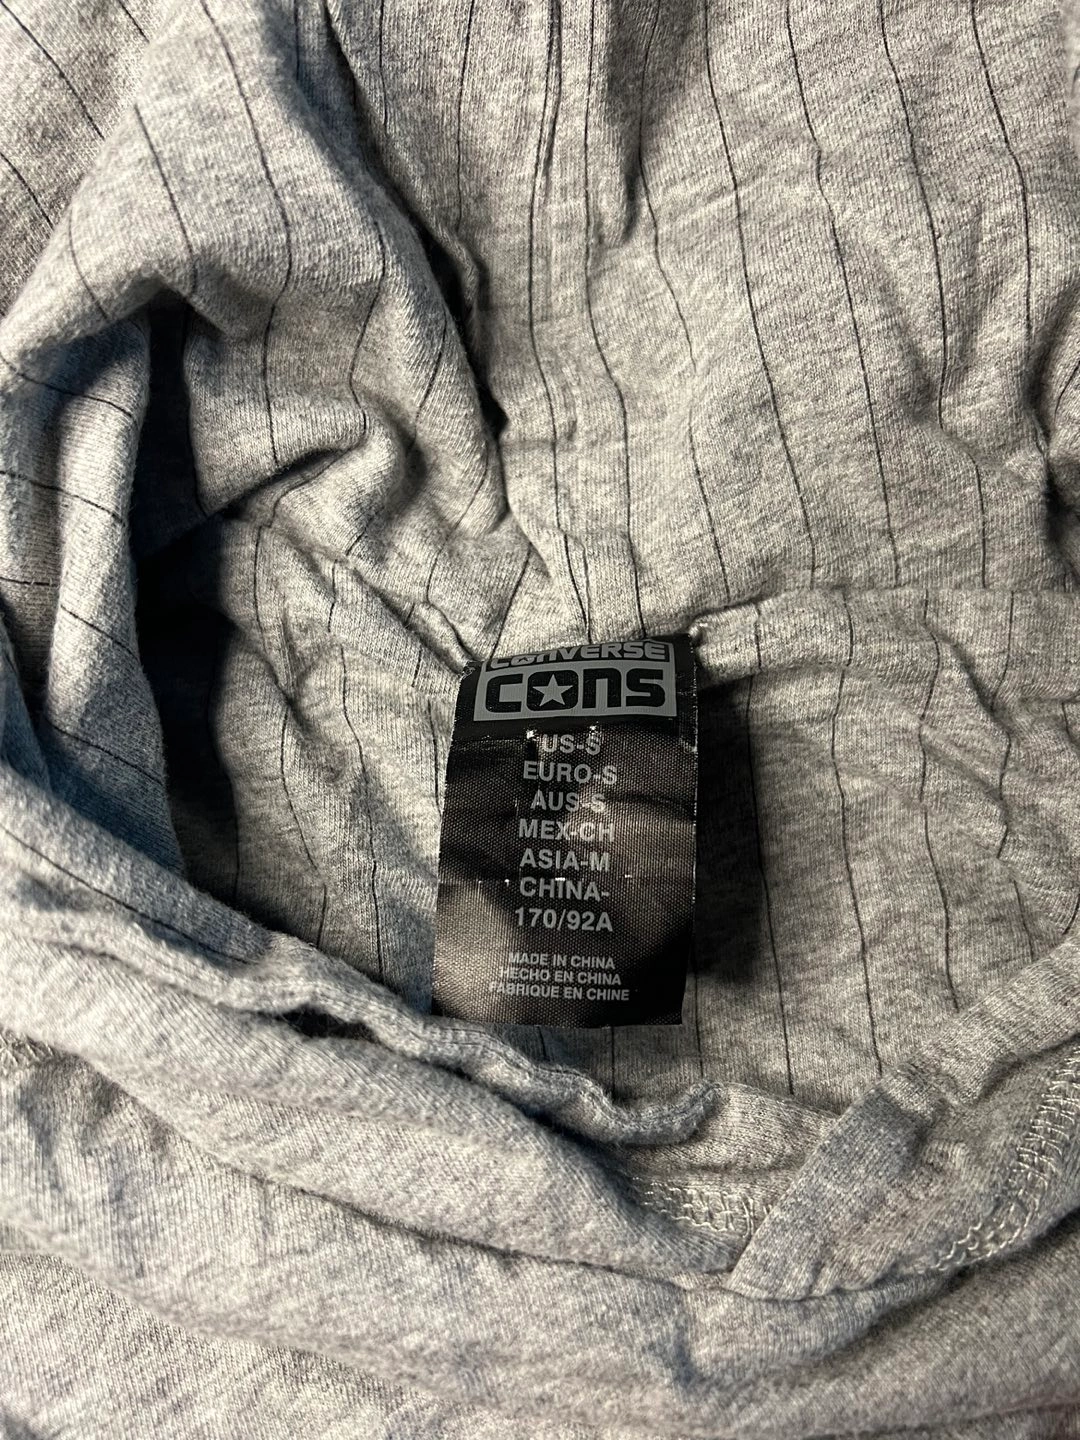 CONVERSE
CONS
US-S
EURO-S
AUS-S
MEX-CH
ASIA-M
CHINA-
170/92A
MADE IN CHINA
HECHO EN CHINA
FABRIQUE EN CHINE